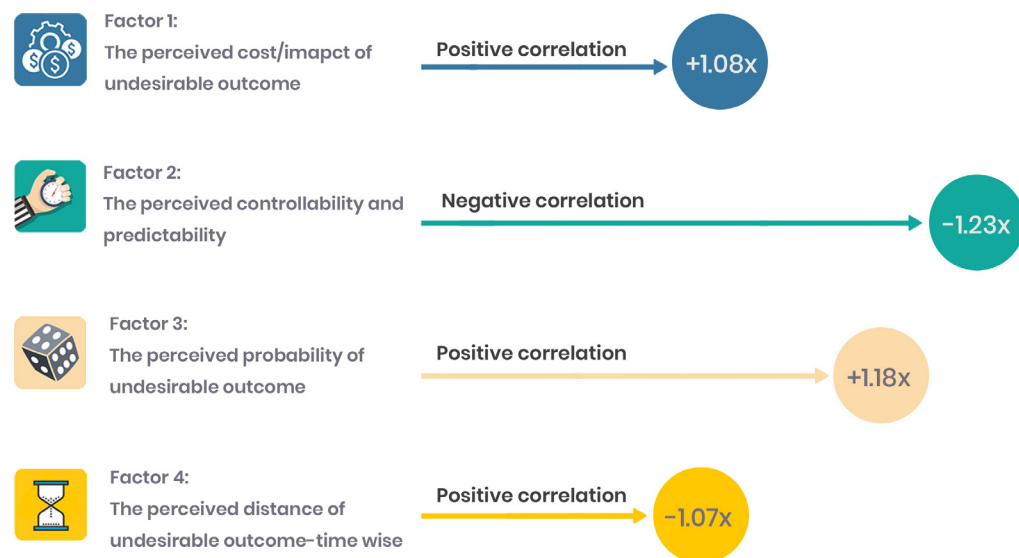 Factor 1:
The perceived cost/imapct of
undesirable outcome
Positive correlation
+1.08x
Factor 2:
The perceived controllability and
predictability
Negative correlation
-1.23x
Factor 3:
The perceived probability of
undesirable outcome
Positive correlation
+1.18x
Factor 4:
The perceived distance of
undesirable outcome-time wise
Positive correlation
-1.07x